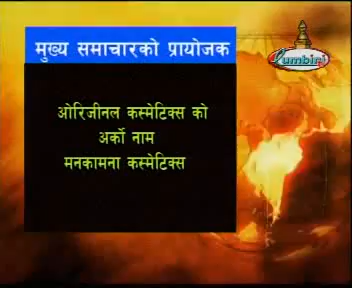 मुख्य समाचारको प्रायोजक
Lumbini
ओरिजीनल कस्मेटिक्स को
अर्को नाम
मनकामना कस्मेटिक्स